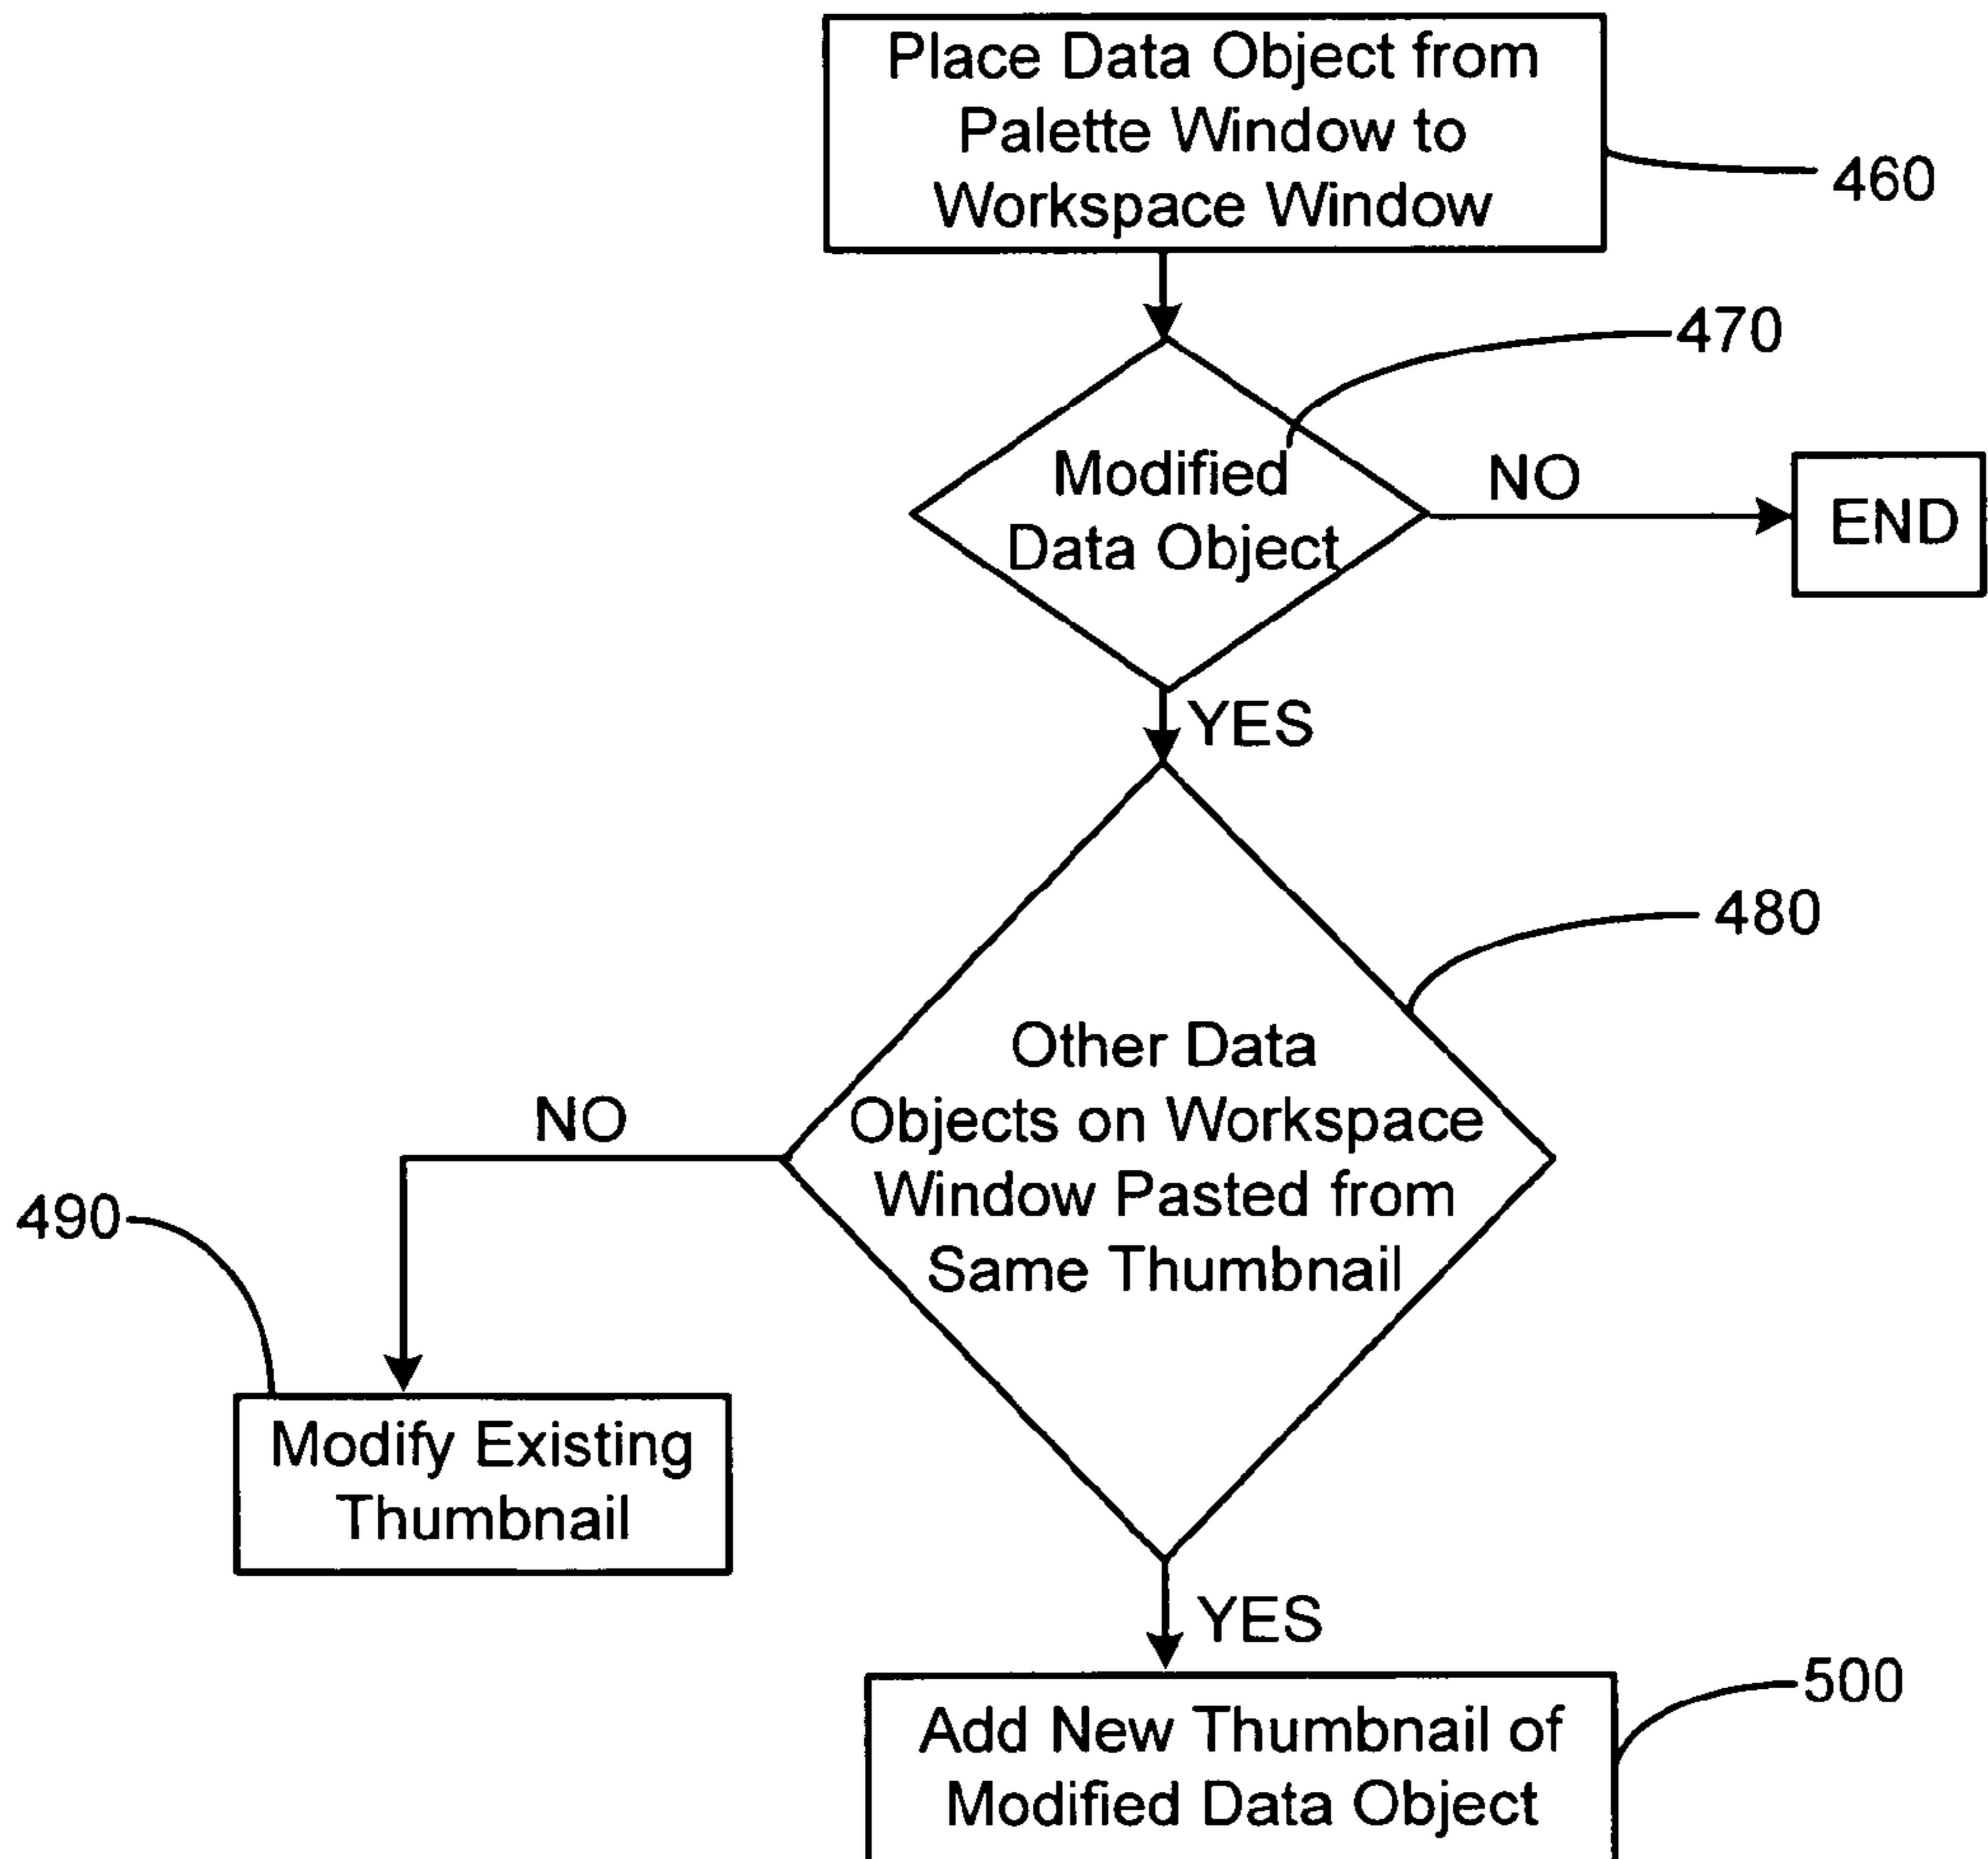 Place Data Object from
Palette Window to
Workspace Window
460
470
Modified
Data Object
NO
END
YES
480
Other Data
Objects on Workspace
Window Pasted from
Same Thumbnail
NO
490
Modify Existing
Thumbnail
YES
500
Add New Thumbnail of
Modified Data Object